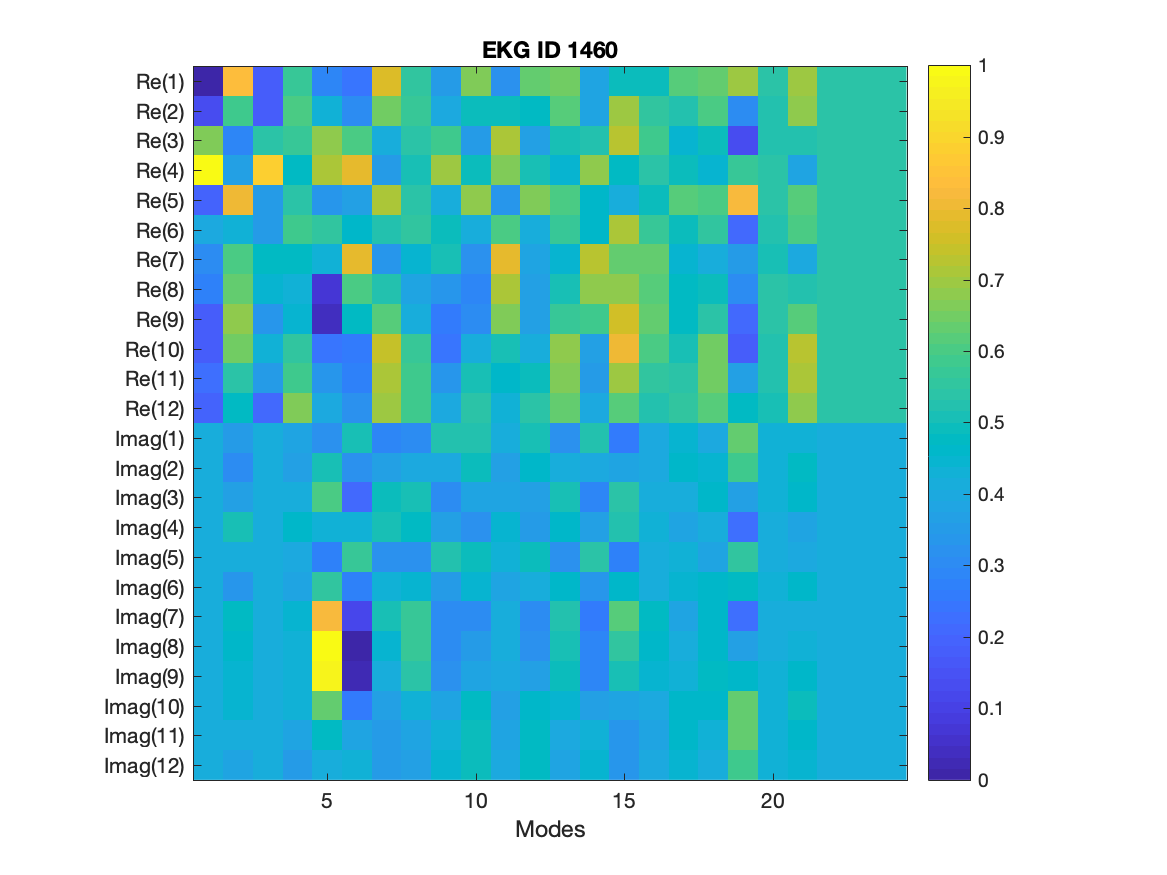 EKG ID 1460
Re(1)
Re(2)
Re(3)
Re(4)
Re(5)
Re(6)
Re(7)
Re(8)
Re(9)
Re(10)
Re(11)
Re(12)
Imag(1)
Imag(2)
Imag(3)
Imag(4)
Imag(5)
Imag(6)
Imag(7)
Imag(8)
Imag(9)
Imag(10)
Imag(11)
Imag(12)
5 10 15 20
Modes
1
0.9
0.8
0.7
0.6
0.5
0.4
0.3
0.2
0.1
0